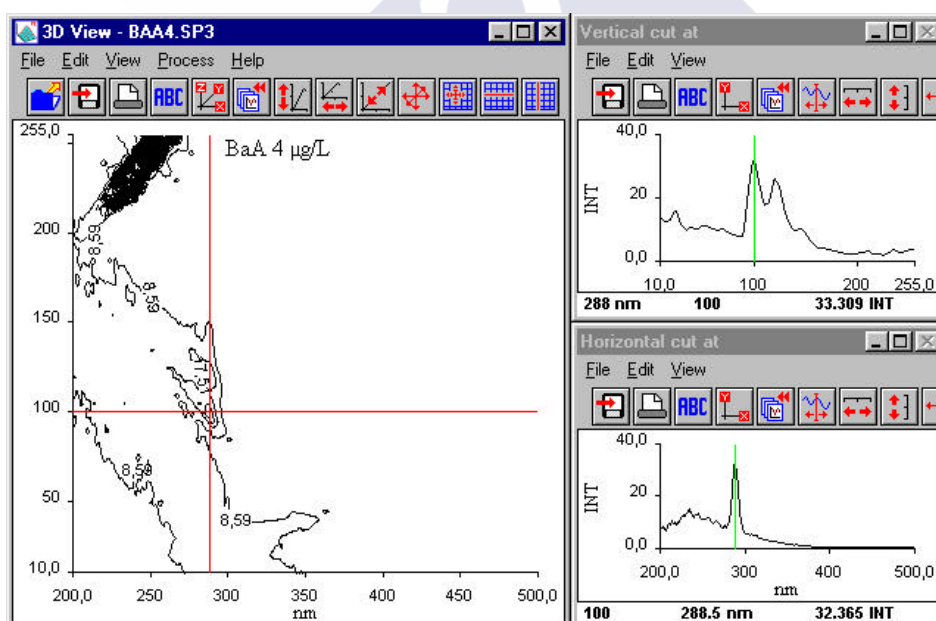 3D View - BAA4.SP3
File Edit View Process Help
ABC
Z Y X
255,0
200
150
100
50
10,0
BaA 4 µg/L
8,59
8,59
17,51
8,59
8,59
200,0 250 300 350 400 450 500,0
nm
Vertical cut at
File Edit View
ABC
Y X
40,0
20
0,0
INT
10,0 100 200 255,0
288 nm 100 33.309 INT
Horizontal cut at
File Edit View
ABC
Y X
40,0
20
0,0
INT
200,0 300 400 500,0
nm
100 288.5 nm 32.365 INT